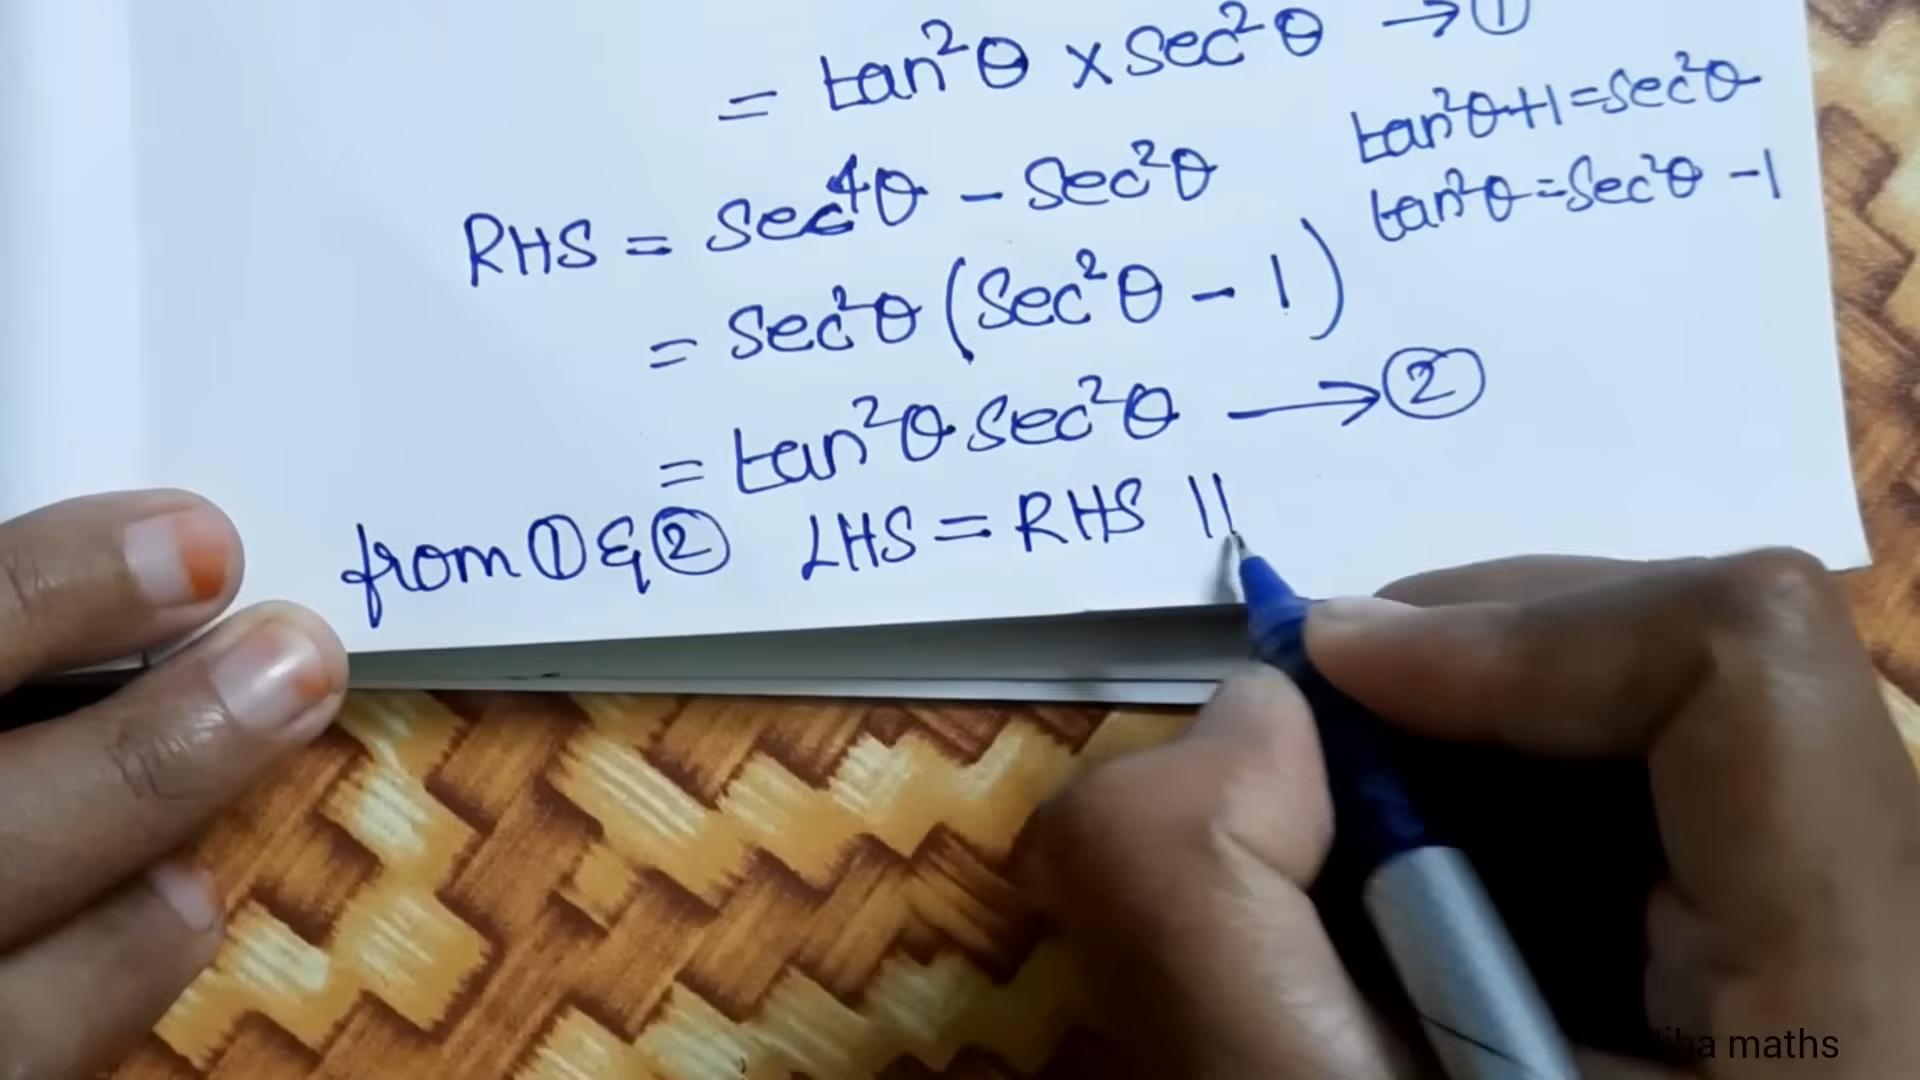 = tan²θ × sec²θ → ①
tan²θ+1=sec²θ
tan²θ=sec²θ -1
RHS = sec⁴θ - sec²θ
= sec²θ (sec²θ - 1)
= tan²θ sec²θ → ②
from ① & ② LHS = RHS ||
maths